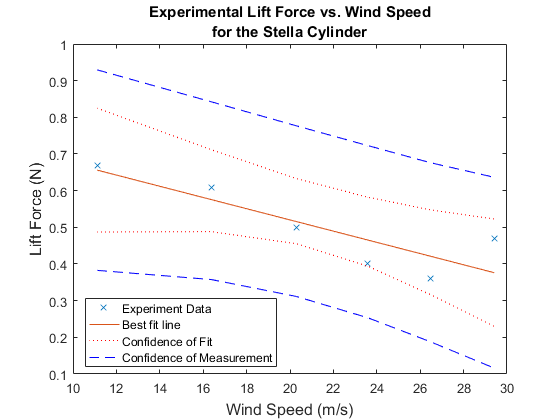 Experimental Lift Force vs. Wind Speed
for the Stella Cylinder
1
0.9
0.8
0.7
0.6
0.5
0.4
0.3
0.2
0.1
Lift Force (N)
Experiment Data
Best fit line
Confidence of Fit
Confidence of Measurement
10 12 14 16 18 20 22 24 26 28 30
Wind Speed (m/s)